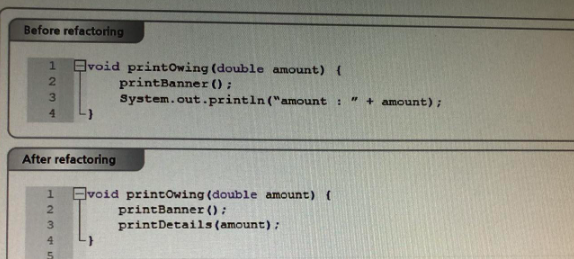 Before refactoring
1 void printOwing(double amount) {
2 printBanner();
3 System.out.println("amount : " + amount);
4 }
After refactoring
1 void printOwing(double amount) {
2 printBanner();
3 printDetails(amount);
4 }
5